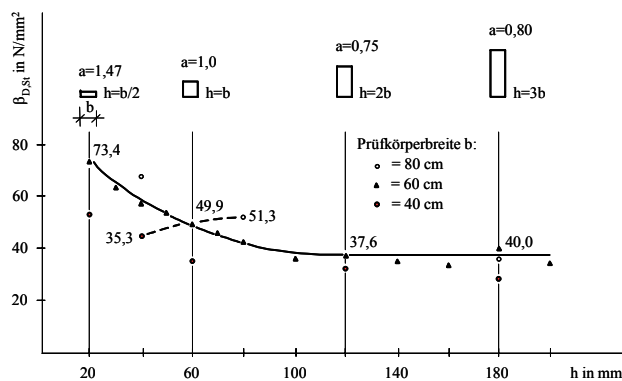 β_D,St in N/mm²
a=1,47
h=b/2
b
a=1,0
h=b
a=0,75
h=2b
a=0,80
h=3b
Prüfkörperbreite b:
= 80 cm
= 60 cm
= 40 cm
80
60
40
20
73,4
35,3
49,9
51,3
37,6
40,0
20
60
100
140
180
h in mm